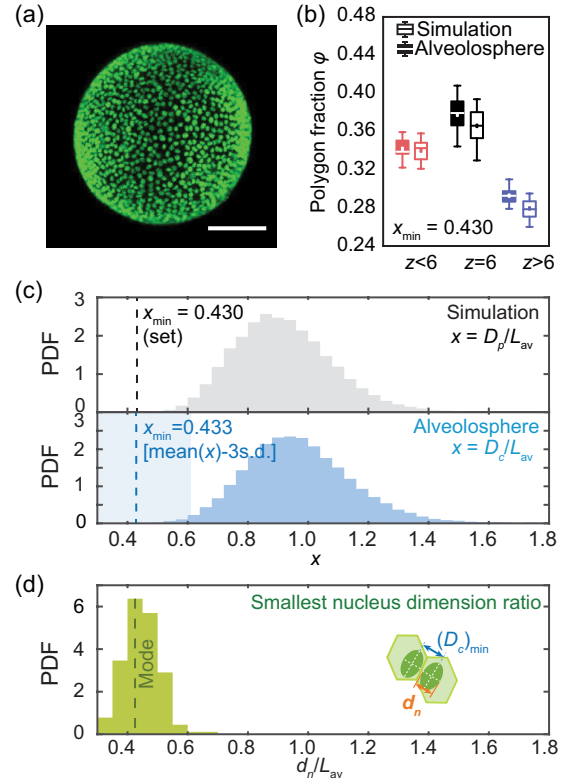 (a)
(b)
Polygon fraction φ
0.48
0.44
0.40
0.36
0.32
0.28
0.24
Simulation
Alveolosphere
x_min = 0.430
z<6 z=6 z>6
(c)
PDF
3
2
1
0
x_min = 0.430
(set)
Simulation
x = D_p/L_av
PDF
3
2
1
0
x_min=0.433
[mean(x)-3s.d.]
Alveolosphere
x = D_c/L_av
0.4 0.6 0.8 1.0 1.2 1.4 1.6 1.8
x
(d)
PDF
8
6
4
2
0
Mode
Smallest nucleus dimension ratio
(D_c)_min
d_n
0.4 0.6 0.8 1.0 1.2 1.4 1.6 1.8
d_n/L_av